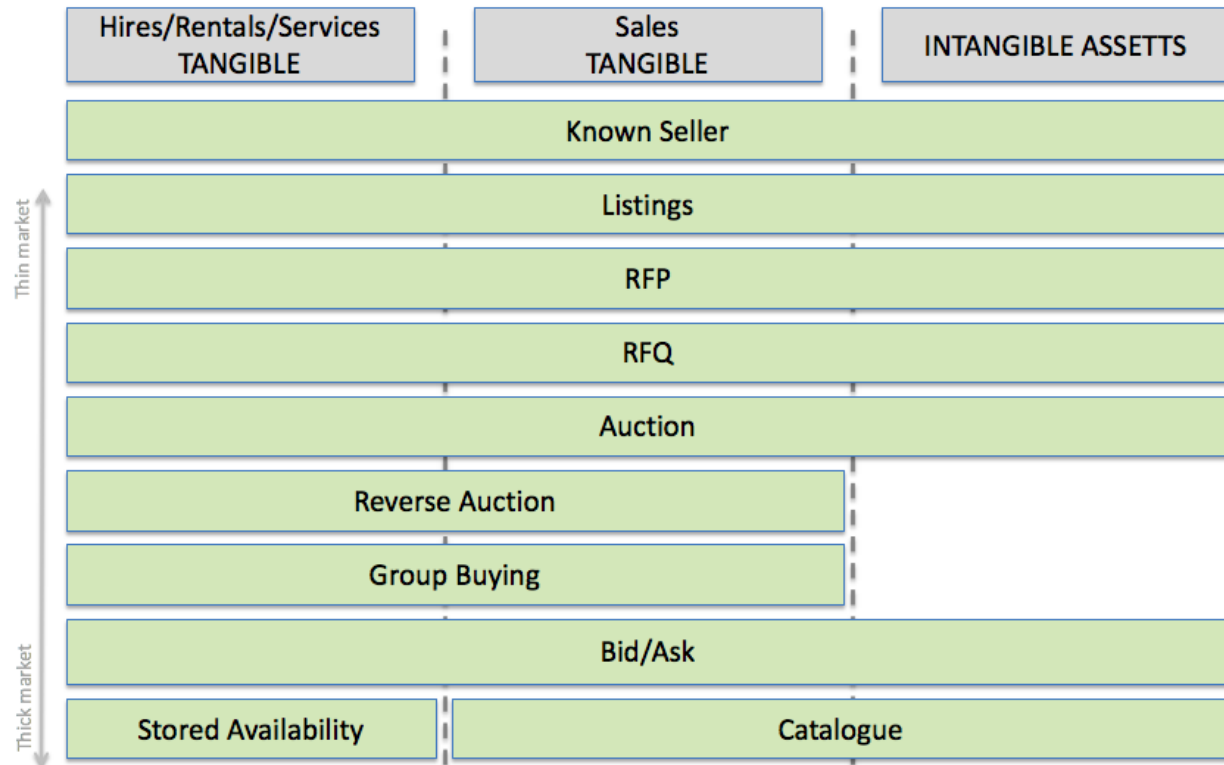 Hires/Rentals/Services
TANGIBLE
Sales
TANGIBLE
INTANGIBLE ASSETTS
Known Seller
Thin market
Listings
RFP
RFQ
Auction
Reverse Auction
Group Buying
Bid/Ask
Thick market
Stored Availability
Catalogue